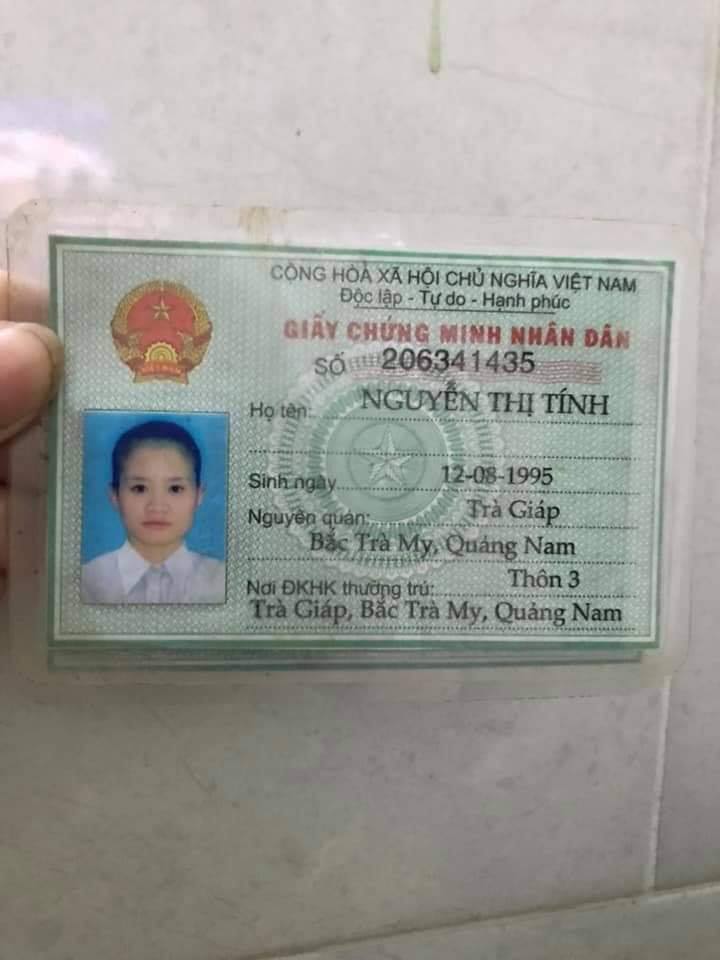 CỘNG HÒA XÃ HỘI CHỦ NGHĨA VIỆT NAM
Độc lập - Tự do - Hạnh phúc
GIẤY CHỨNG MINH NHÂN DÂN
SỐ 206341435
Họ tên: NGUYỄN THỊ TÍNH
Sinh ngày 12-08-1995
Nguyên quán: Trà Giáp
Bắc Trà My, Quảng Nam
Nơi ĐKHK thường trú: Thôn 3
Trà Giáp, Bắc Trà My, Quảng Nam
VIỆT NAM